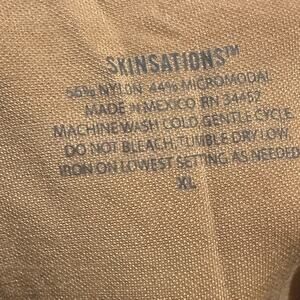 SKINSATIONS™
56% NYLON 44% MICROMODAL
MADE IN MEXICO RN 34457
MACHINE WASH COLD GENTLE CYCLE
DO NOT BLEACH, TUMBLE DRY LOW,
IRON ON LOWEST SETTING AS NEEDED
XL